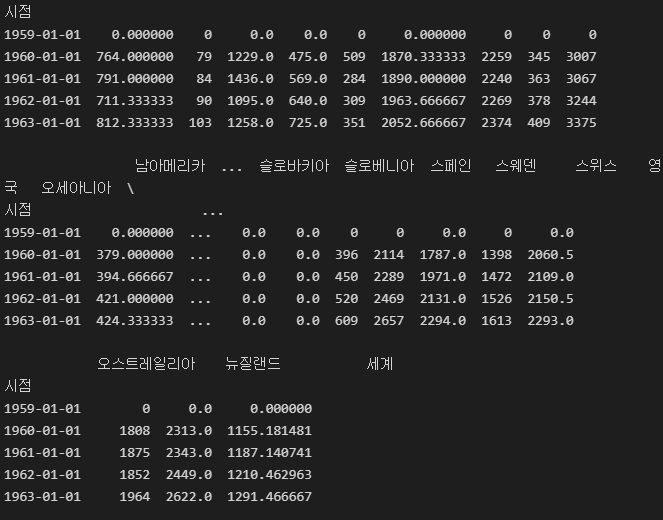 시점
1959-01-01 0.000000 0 0.0 0.0 0 0.000000 0 0 0
1960-01-01 764.000000 79 1229.0 475.0 509 1870.333333 2259 345 3007
1961-01-01 791.000000 84 1436.0 569.0 284 1890.000000 2240 363 3067
1962-01-01 711.333333 90 1095.0 640.0 309 1963.666667 2269 378 3244
1963-01-01 812.333333 103 1258.0 725.0 351 2052.666667 2374 409 3375
남아메리카 ... 슬로바키아 슬로베니아 스페인 스웨덴 스위스 영
국 오세아니아 \
시점 ...
1959-01-01 0.000000 ... 0.0 0.0 0 0 0.0 0 0.0
1960-01-01 379.000000 ... 0.0 0.0 396 2114 1787.0 1398 2060.5
1961-01-01 394.666667 ... 0.0 0.0 450 2289 1971.0 1472 2109.0
1962-01-01 421.000000 ... 0.0 0.0 520 2469 2131.0 1526 2150.5
1963-01-01 424.333333 ... 0.0 0.0 609 2657 2294.0 1613 2293.0
오스트레일리아 뉴질랜드 세계
시점
1959-01-01 0 0.0 0.000000
1960-01-01 1808 2313.0 1155.181481
1961-01-01 1875 2343.0 1187.140741
1962-01-01 1852 2449.0 1210.462963
1963-01-01 1964 2622.0 1291.466667